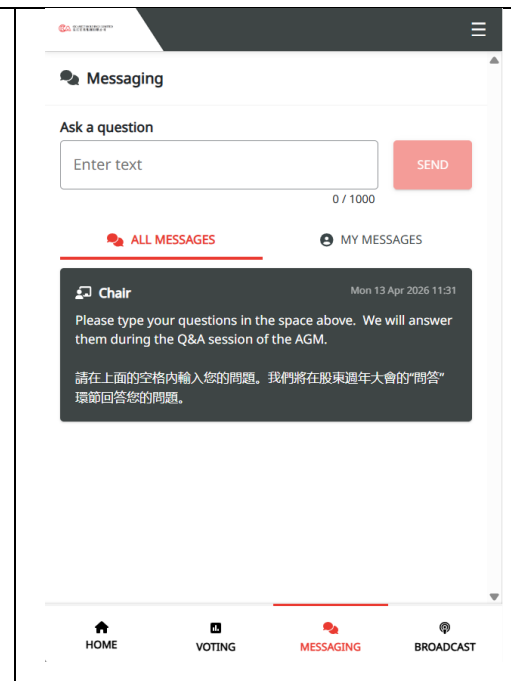 Messaging
Ask a question
Enter text
SEND
0 / 1000
ALL MESSAGES
MY MESSAGES
Chair
Mon 13 Apr 2026 11:31
Please type your questions in the space above.  We will answer
them during the Q&A session of the AGM.
請在上面的空格內輸入您的問題。我們將在股東週年大會的“問答”
環節回答您的問題。
HOME
VOTING
MESSAGING
BROADCAST